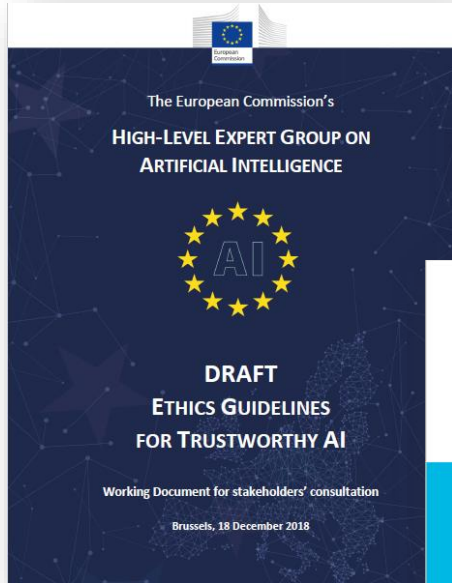 European
Commission
The European Commission's
HIGH-LEVEL EXPERT GROUP ON
ARTIFICIAL INTELLIGENCE
AI
DRAFT
ETHICS GUIDELINES
FOR TRUSTWORTHY AI
Working Document for stakeholders' consultation
Brussels, 18 December 2018